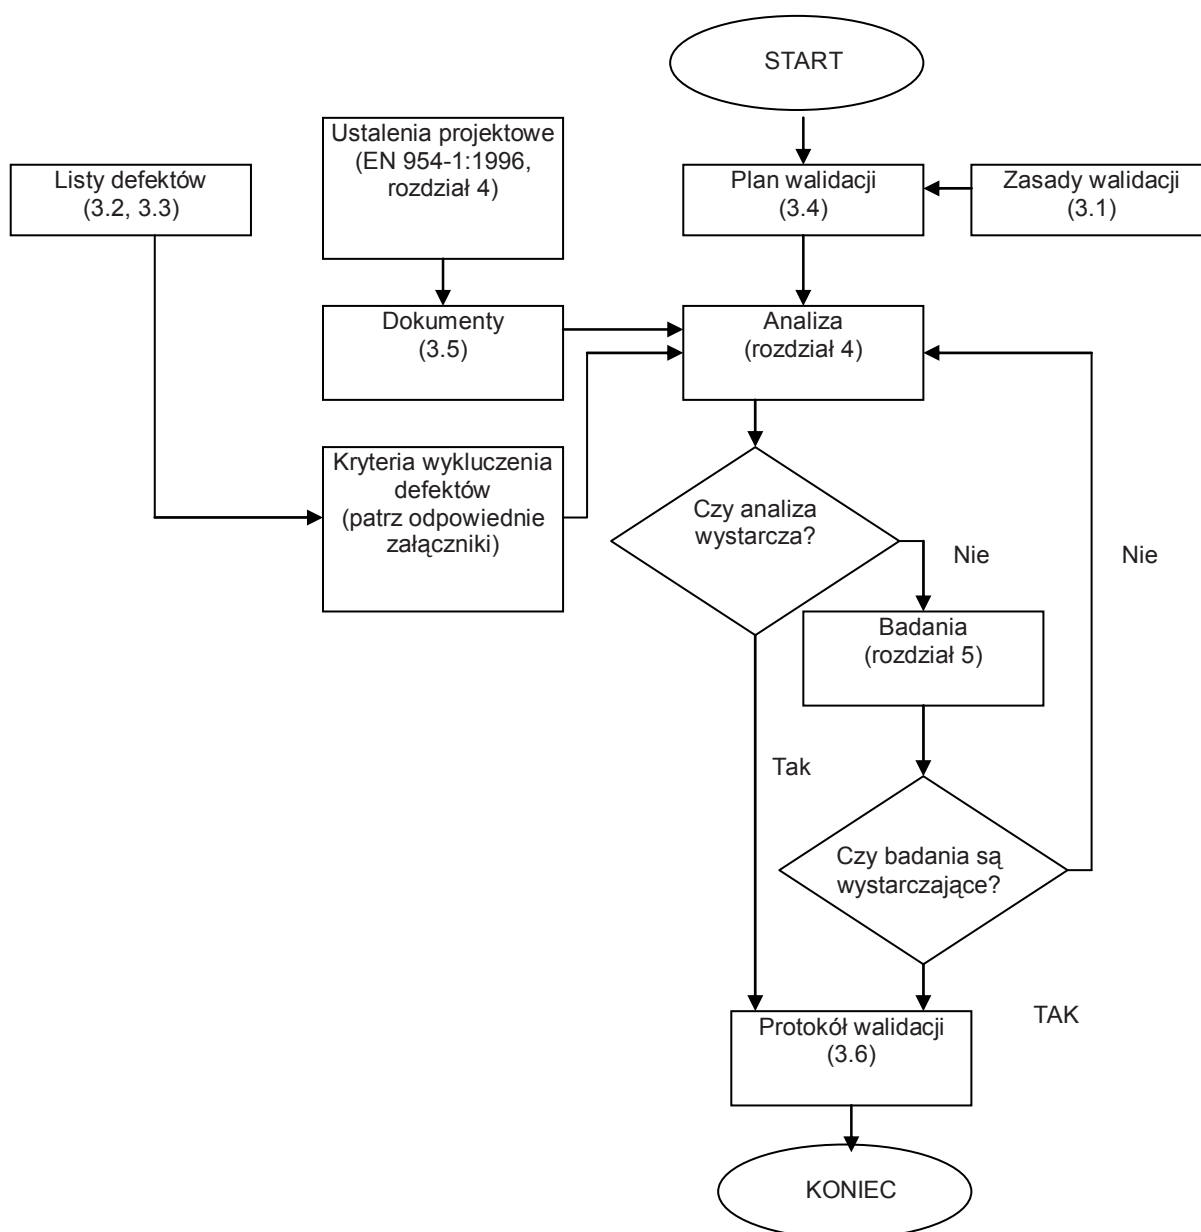 START
Ustalenia projektowe
(EN 954-1:1996,
rozdział 4)
Listy defektów
(3.2, 3.3)
Plan walidacji
(3.4)
Zasady walidacji
(3.1)
Dokumenty
(3.5)
Analiza
(rozdział 4)
Kryteria wykluczenia
defektów
(patrz odpowiednie
załączniki)
Czy analiza
wystarcza?
Nie
Nie
Badania
(rozdział 5)
Tak
Czy badania są
wystarczające?
TAK
Protokół walidacji
(3.6)
KONIEC